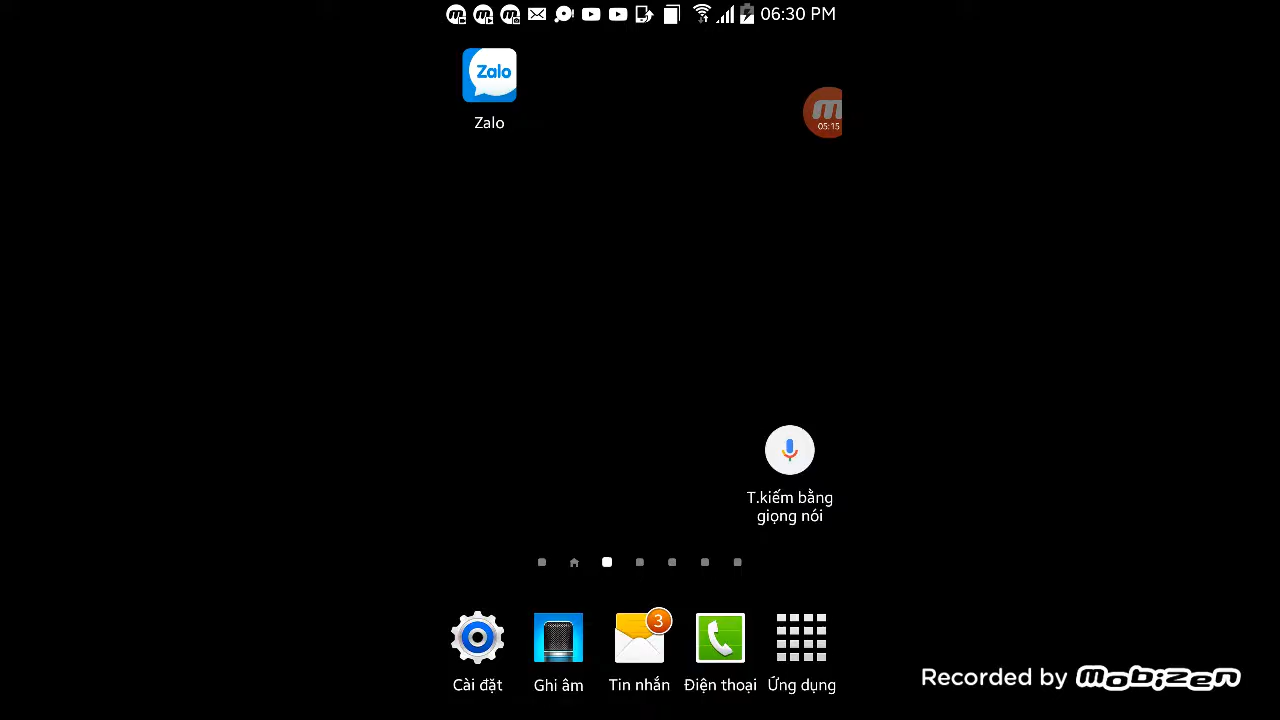 06:30 PM
Zalo
Zalo
05:15
T.kiếm bằng
giọng nói
3
Cài đặt
Ghi âm
Tin nhắn
Điện thoại
Ứng dụng
Recorded by mobizen